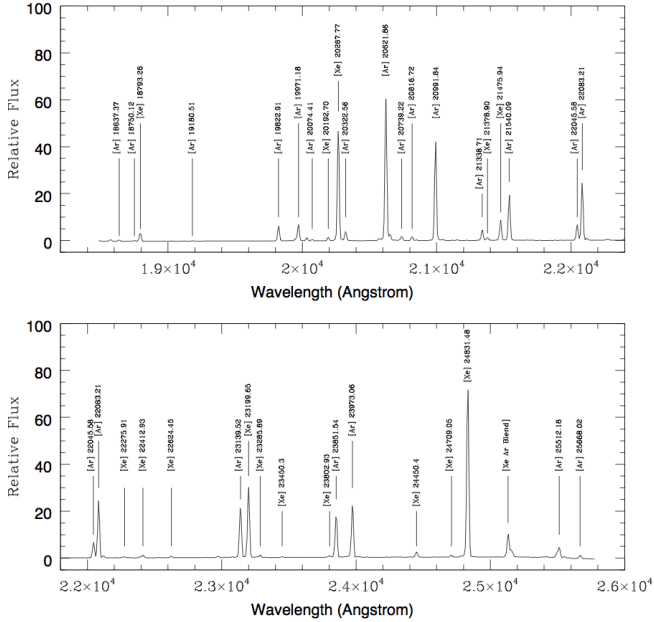 100
80
60
40
20
0
Relative Flux
[Ar] 18637.37
[Ar] 18750.12
[Xe] 18793.26
[Ar] 19180.51
[Ar] 19822.91
[Ar] 19971.18
[Ar] 20074.41
[Xe] 20192.70
[Xe] 20267.77
[Ar] 20322.56
[Ar] 20621.86
[Ar] 20739.22
[Ar] 20816.72
[Ar] 20991.84
[Ar] 21338.71
[Xe] 21378.90
[Xe] 21475.94
[Ar] 21540.09
[Ar] 22045.58
[Ar] 22083.21
1.9×10⁴ 2×10⁴ 2.1×10⁴ 2.2×10⁴
Wavelength (Angstrom)
100
80
60
40
20
0
Relative Flux
[Ar] 22045.58
[Ar] 22083.21
[Xe] 22275.91
[Xe] 22412.93
[Xe] 22624.45
[Ar] 23139.52
[Xe] 23199.65
[Xe] 23285.89
[Xe] 23450.3
[Xe] 23802.93
[Ar] 23851.54
[Ar] 23973.06
[Xe] 24450.4
[Xe] 24709.05
[Xe] 24831.48
[Xe Ar Blend]
[Ar] 25512.18
[Ar] 25668.02
2.2×10⁴ 2.3×10⁴ 2.4×10⁴ 2.5×10⁴ 2.6×10⁴
Wavelength (Angstrom)